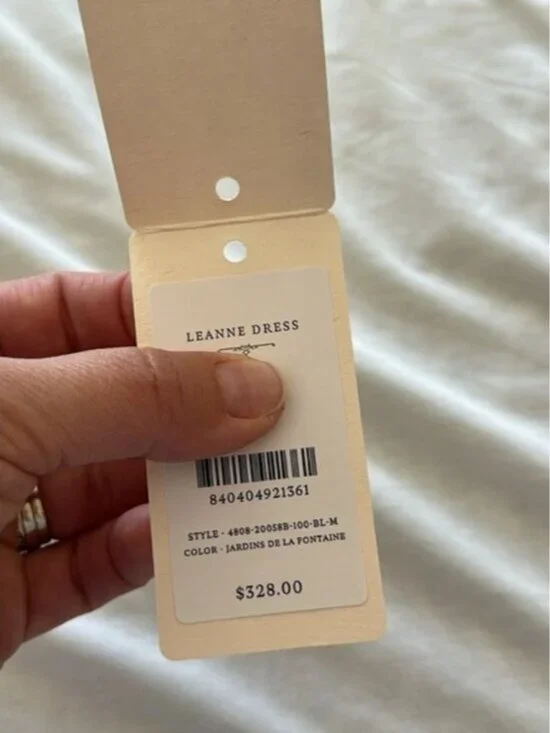 LEANNE DRESS
840404921361
STYLE - 4808-20058B-100-BL-M
COLOR - JARDINS DE LA FONTAINE
$328.00